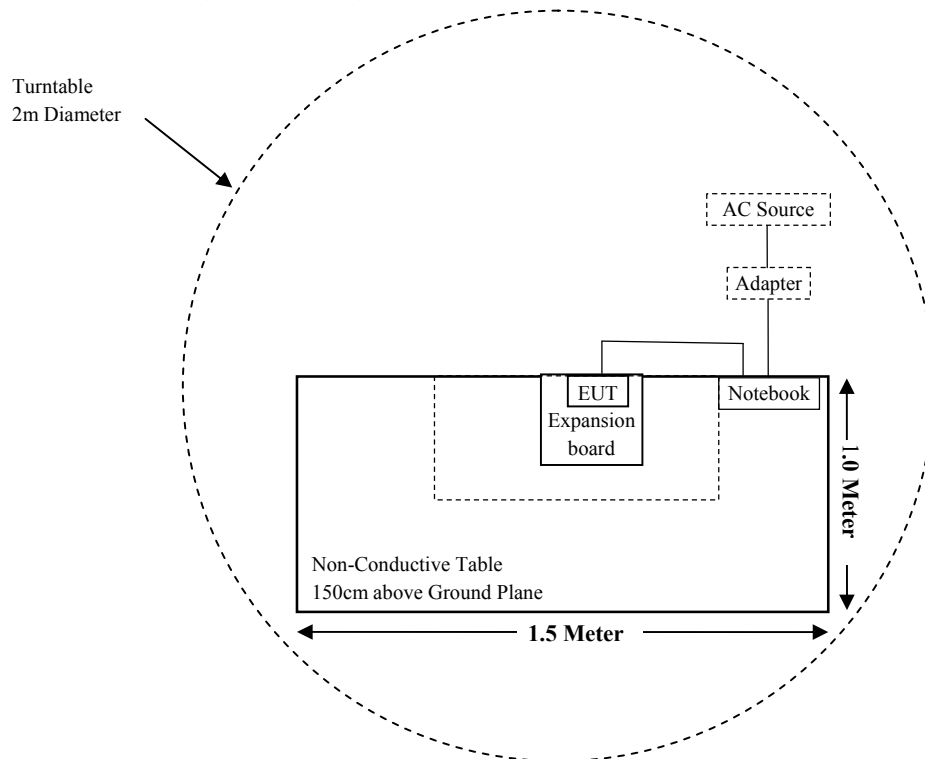 Turntable
2m Diameter
AC Source
Adapter
EUT
Notebook
Expansion
board
1.0 Meter
Non-Conductive Table
150cm above Ground Plane
1.5 Meter